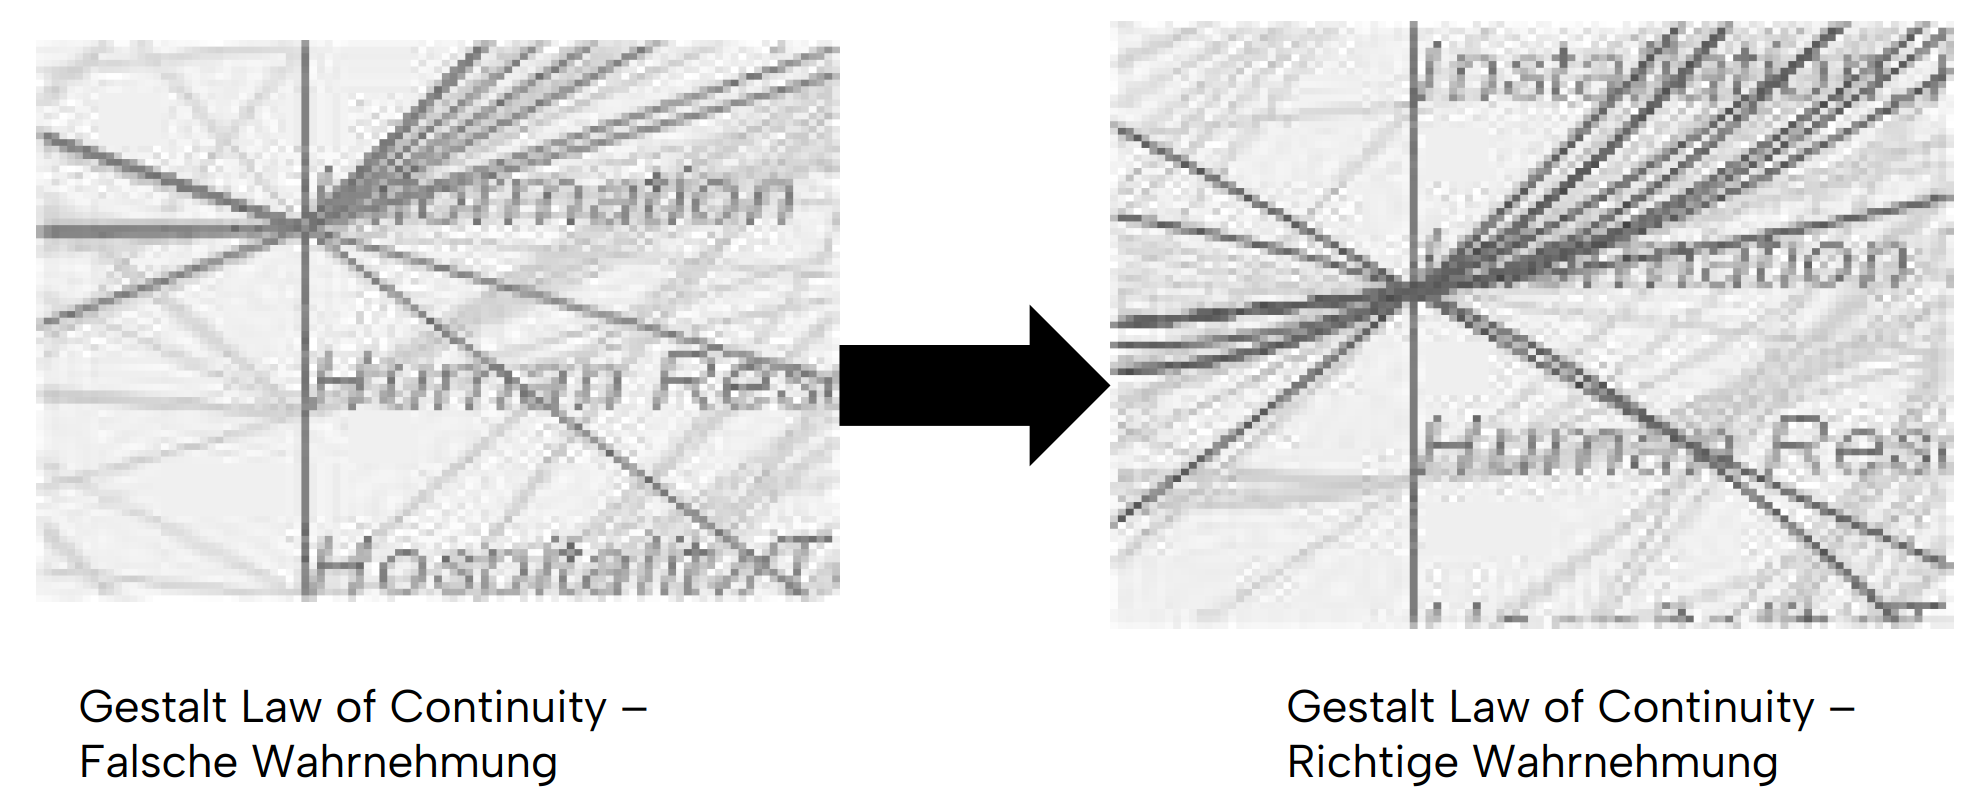 Information
Human Res
Hospitality/T
Installation
Information
Human Res
Gestalt Law of Continuity –
Falsche Wahrnehmung
Gestalt Law of Continuity –
Richtige Wahrnehmung